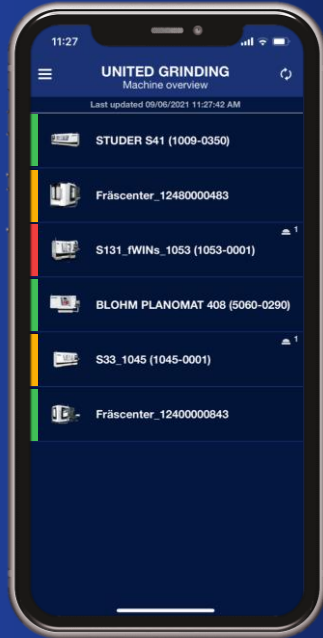 11:27
UNITED GRINDING
Machine overview
Last updated 09/06/2021 11:27:42 AM
STUDER S41 (1009-0350)
Fräscenter_12480000483
1
S131_fWINs_1053 (1053-0001)
BLOHM PLANOMAT 408 (5060-0290)
1
S33_1045 (1045-0001)
Fräscenter_12400000843